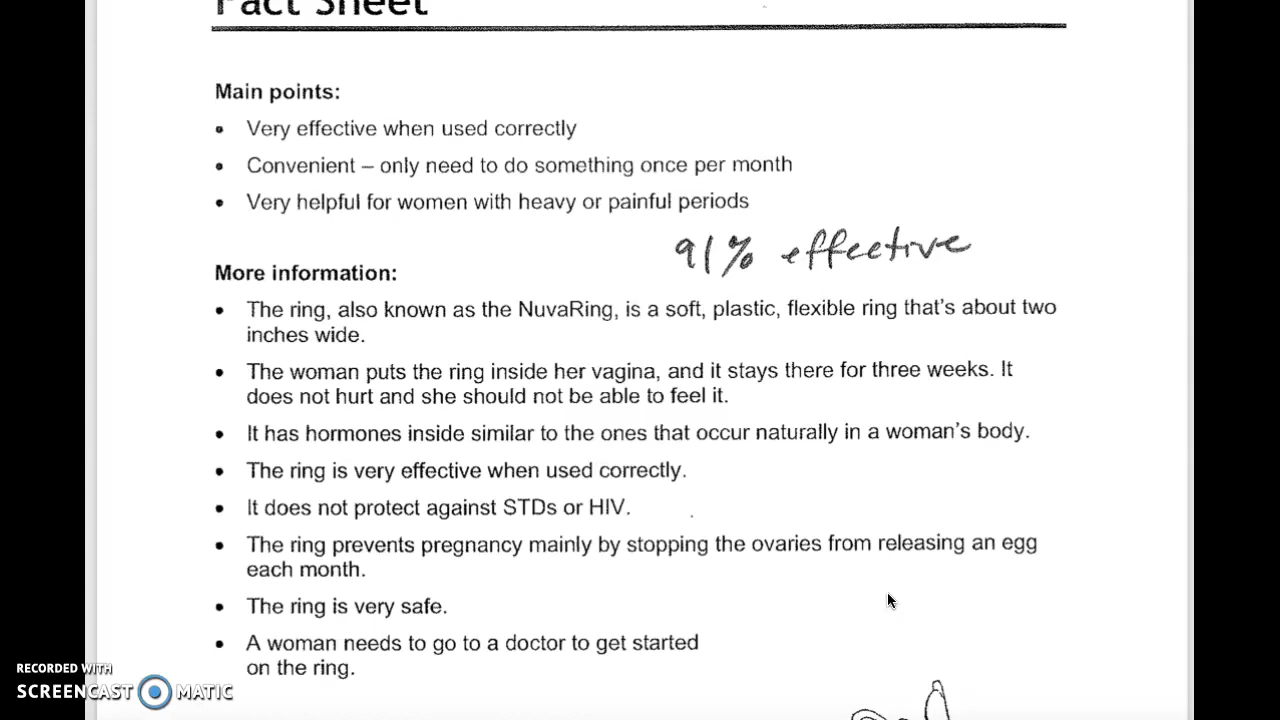 Fact Sheet
Main points:
• Very effective when used correctly
• Convenient – only need to do something once per month
• Very helpful for women with heavy or painful periods
91% effective
More information:
• The ring, also known as the NuvaRing, is a soft, plastic, flexible ring that's about two
inches wide.
• The woman puts the ring inside her vagina, and it stays there for three weeks. It
does not hurt and she should not be able to feel it.
• It has hormones inside similar to the ones that occur naturally in a woman's body.
• The ring is very effective when used correctly.
• It does not protect against STDs or HIV.
• The ring prevents pregnancy mainly by stopping the ovaries from releasing an egg
each month.
• The ring is very safe.
• A woman needs to go to a doctor to get started
on the ring.
RECORDED WITH
SCREENCAST MATIC